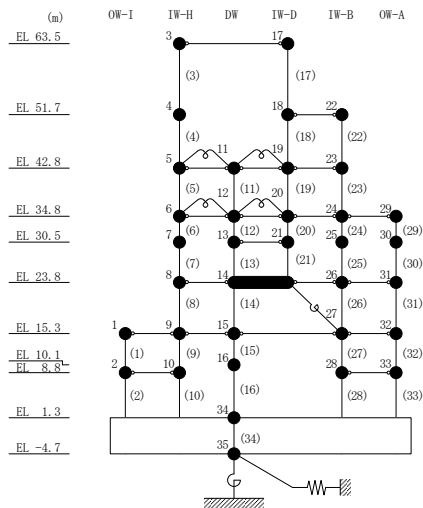 (m) OW-I IW-H DW IW-D IW-B OW-A
EL 63.5 3 17
(3) (17)
EL 51.7 4 18 22
(4) 11 19 (18) (22)
EL 42.8 5 23
(5) 12 (11) 20 (19) (23)
EL 34.8 6 24 29
(6) (12) (20) (24) (29)
EL 30.5 7 13 21 25 30
(7) (13) (21) (25) (30)
EL 23.8 8 14 26 31
(8) (14) 27 (26) (31)
EL 15.3 1 9 15 32
(1) (9) (15) (27) (32)
EL 10.1 16
EL 8.8 2 10 28 33
(2) (10) (16) (28) (33)
EL 1.3 34
(34)
EL -4.7 35